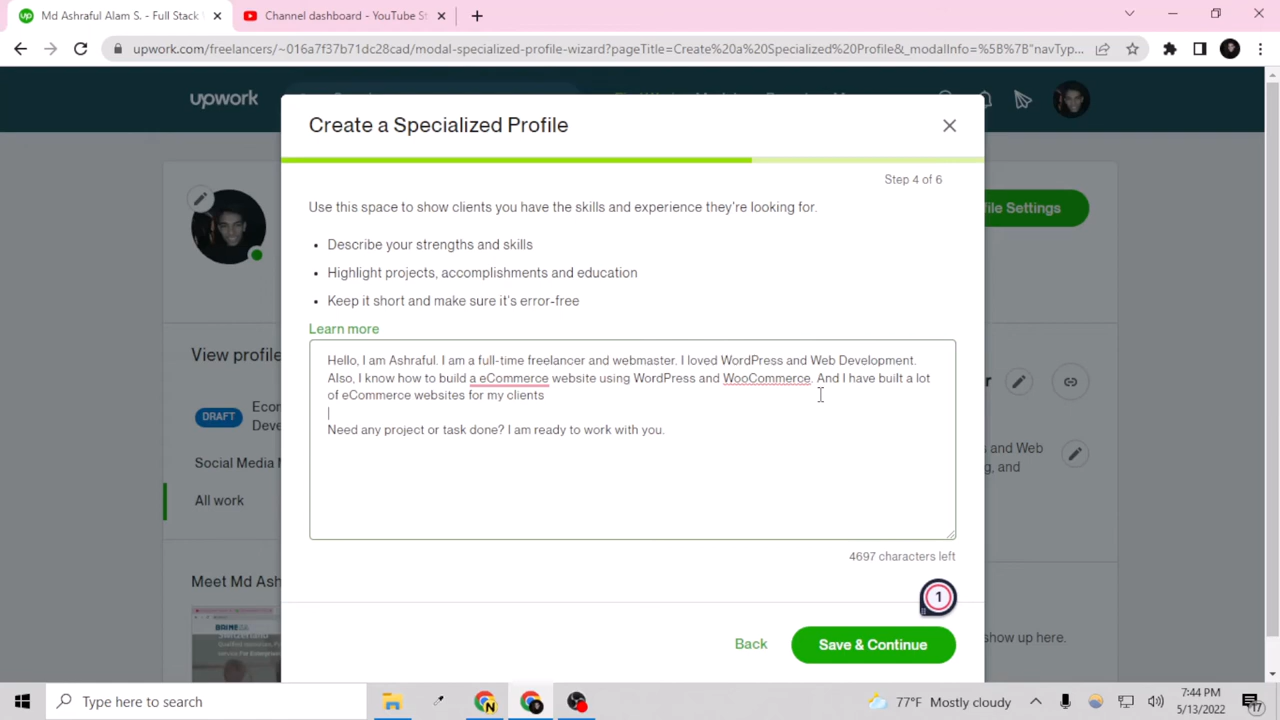 Md Ashraful Alam S. - Full Stack
Channel dashboard - YouTube St
upwork.com/freelancers/~016a7f37b71dc28cad/modal-specialized-profile-wizard?pageTitle=Create%20a%20Specialized%20Profile&_modalInfo=%5B%7B"navTyp...
upwork
Create a Specialized Profile
Step 4 of 6
file Settings
Use this space to show clients you have the skills and experience they're looking for.
• Describe your strengths and skills
• Highlight projects, accomplishments and education
• Keep it short and make sure it's error-free
Learn more
View profile
DRAFT
Econ
Deve
Social Media M
All work
Hello, I am Ashraful. I am a full-time freelancer and webmaster. I loved WordPress and Web Development.
Also, I know how to build a eCommerce website using WordPress and WooCommerce. And I have built a lot
of eCommerce websites for my clients
Need any project or task done? I am ready to work with you.
r
s and Web
g, and
4697 characters left
Meet Md Ash
1
Back
Save & Continue
show up here.
Type here to search
77°F Mostly cloudy
7:44 PM
5/13/2022
17